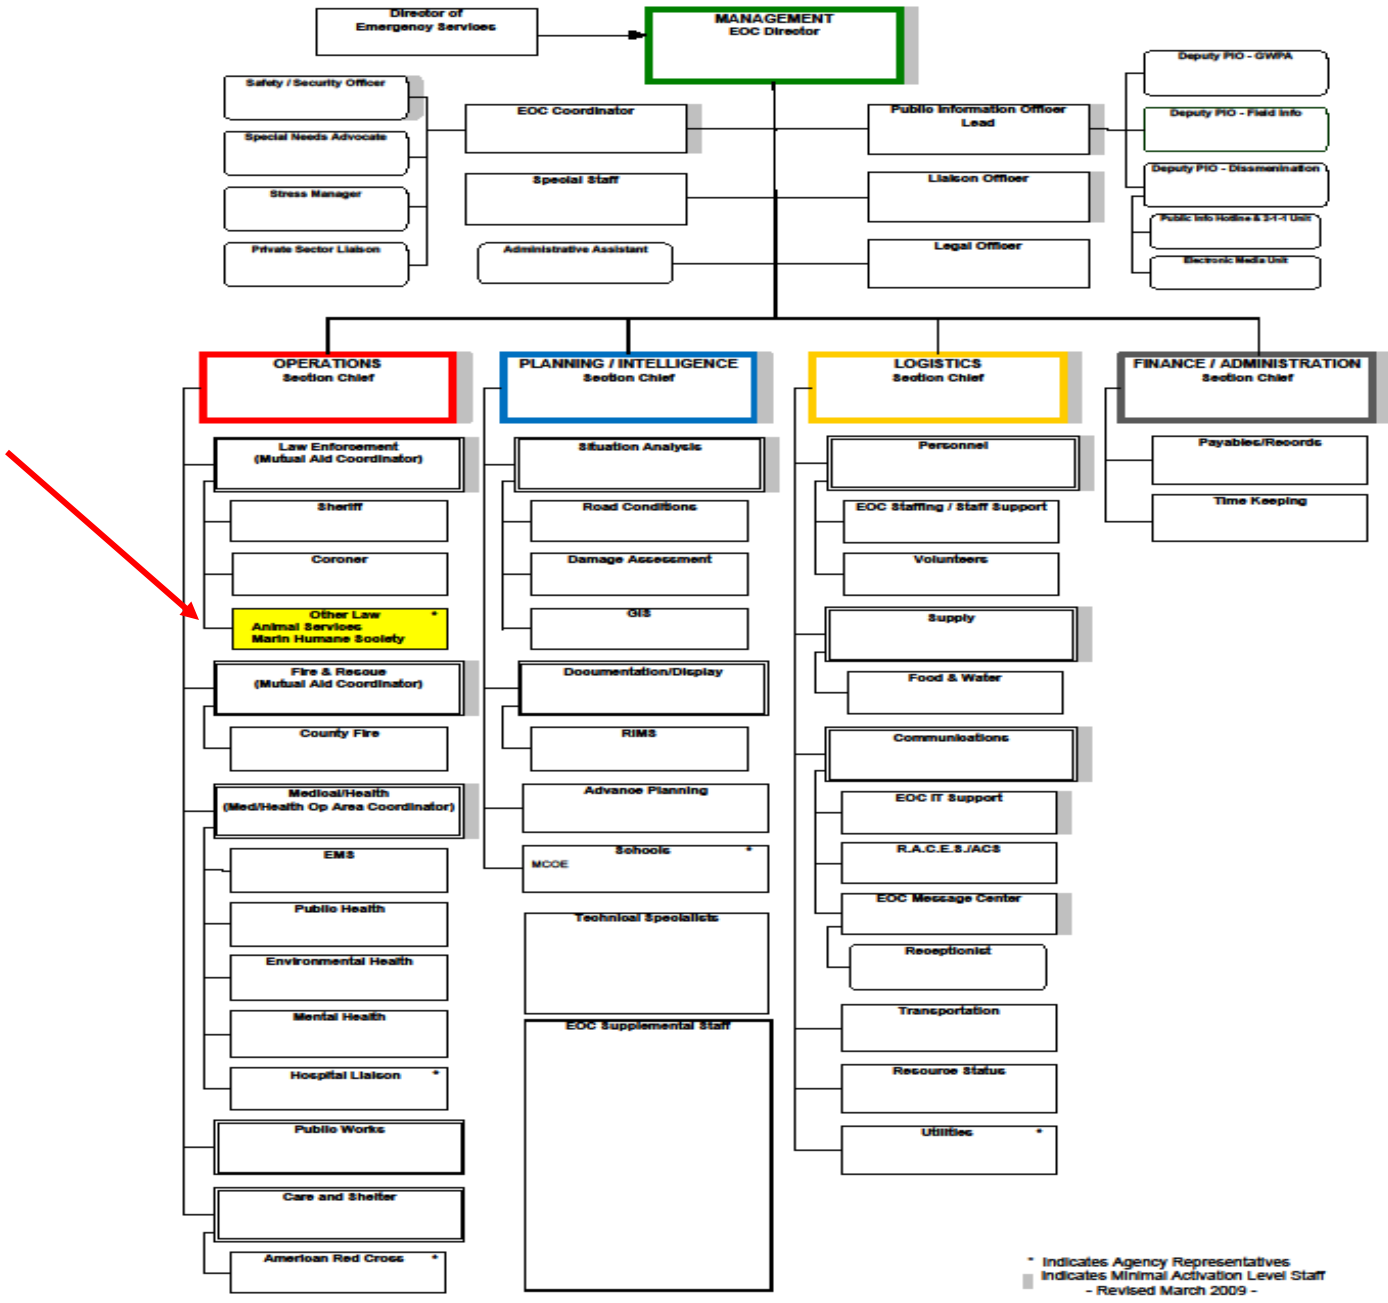 Director of
Emergency Services
MANAGEMENT
EOC Director
Safety / Security Officer
Special Needs Advocate
Stress Manager
Private Sector Liaison
EOC Coordinator
Special Staff
Administrative Assistant
Public Information Officer
Lead
Liaison Officer
Legal Officer
Deputy PIO - GWPA
Deputy PIO - Field Info
Deputy PIO - Dissmenination
Public Info Hotline & 2-1-1 Unit
Electronic Media Unit
OPERATIONS
Section Chief
Law Enforcement
(Mutual Aid Coordinator)
Sheriff
Coroner
Other Law *
Animal Services
Marin Humane Society
Fire & Rescue
(Mutual Aid Coordinator)
County Fire
Medical/Health
(Med/Health Op Area Coordinator)
EMS
Public Health
Environmental Health
Mental Health
Hospital Liaison *
Public Works
Care and Shelter
American Red Cross *
PLANNING / INTELLIGENCE
Section Chief
Situation Analysis
Road Conditions
Damage Assessment
GIS
Documentation/Display
RIMS
Advance Planning
Schools *
MCOE
Technical Specialists
EOC Supplemental Staff
LOGISTICS
Section Chief
Personnel
EOC Staffing / Staff Support
Volunteers
Supply
Food & Water
Communications
EOC IT Support
R.A.C.E.S./ACS
EOC Message Center
Receptionist
Transportation
Resource Status
Utilities *
FINANCE / ADMINISTRATION
Section Chief
Payables/Records
Time Keeping
* Indicates Agency Representatives
Indicates Minimal Activation Level Staff
- Revised March 2009 -